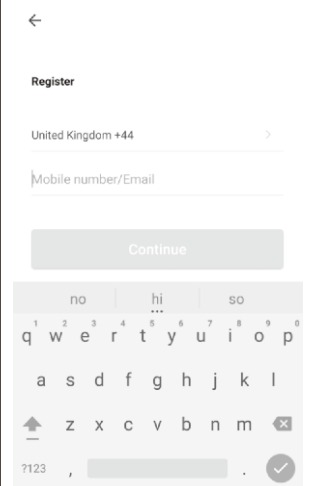 Register
United Kingdom +44
Mobile number/Email
Continue
no hi so
1 2 3 4 5 6 7 8 9 0
q w e r t y u i o p
a s d f g h j k l
z x c v b n m
?123 , .